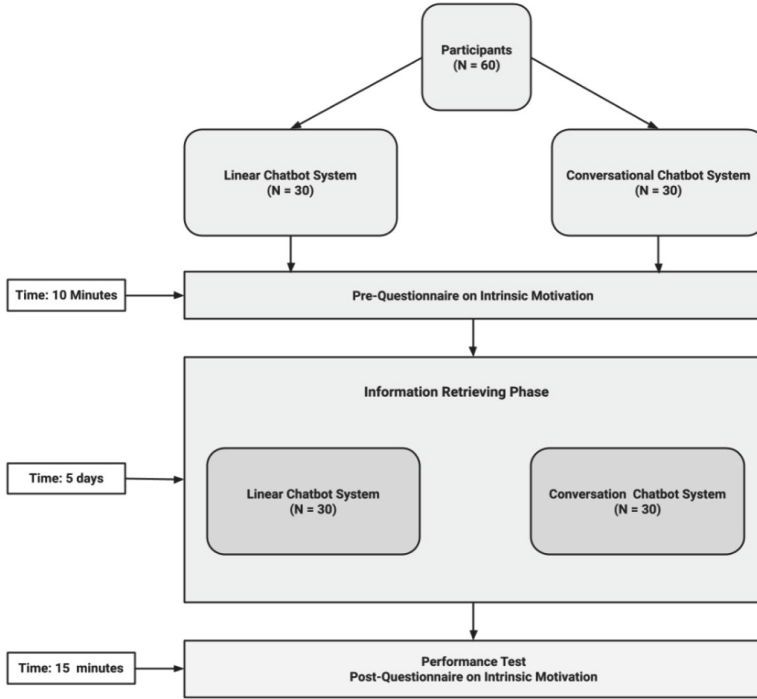 Participants
(N = 60)
Linear Chatbot System
(N = 30)
Conversational Chatbot System
(N = 30)
Time: 10 Minutes
Pre-Questionnaire on Intrinsic Motivation
Information Retrieving Phase
Time: 5 days
Linear Chatbot System
(N = 30)
Conversation Chatbot System
(N = 30)
Time: 15 minutes
Performance Test
Post-Questionnaire on Intrinsic Motivation